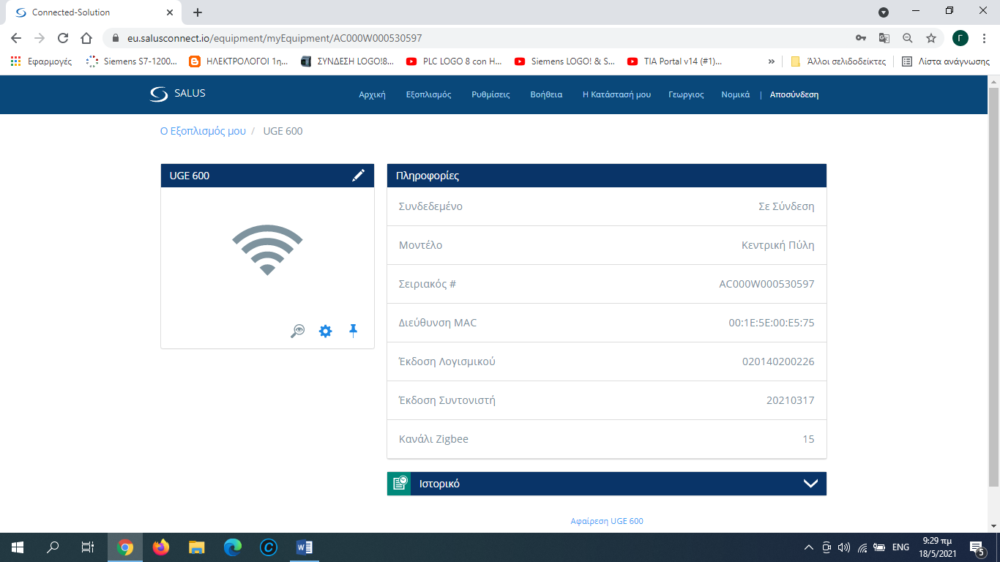 Connected-Solution
eu.salusconnect.io/equipment/myEquipment/AC000W000530597
Γ
Εφαρμογές
Siemens S7-1200...
ΗΛΕΚΤΡΟΛΟΓΟΙ 1η...
ΣΥΝΔΕΣΗ LOGO!8...
PLC LOGO 8 con H...
Siemens LOGO! & S...
TIA Portal v14 (#1)...
»
Άλλοι σελιδοδείκτες
Λίστα ανάγνωσης
SALUS
Αρχική
Εξοπλισμός
Ρυθμίσεις
Βοήθεια
Η Κατάστασή μου
Γεωργιος
Νομικά
|
Αποσύνδεση
Ο Εξοπλισμός μου / UGE 600
UGE 600
Πληροφορίες
Συνδεδεμένο Σε Σύνδεση
Μοντέλο Κεντρική Πύλη
Σειριακός # AC000W000530597
Διεύθυνση MAC 00:1E:5E:00:E5:75
Έκδοση Λογισμικού 020140200226
Έκδοση Συντονιστή 20210317
Κανάλι Zigbee 15
Ιστορικό
Αφαίρεση UGE 600
ENG
9:29 πμ
18/5/2021
5